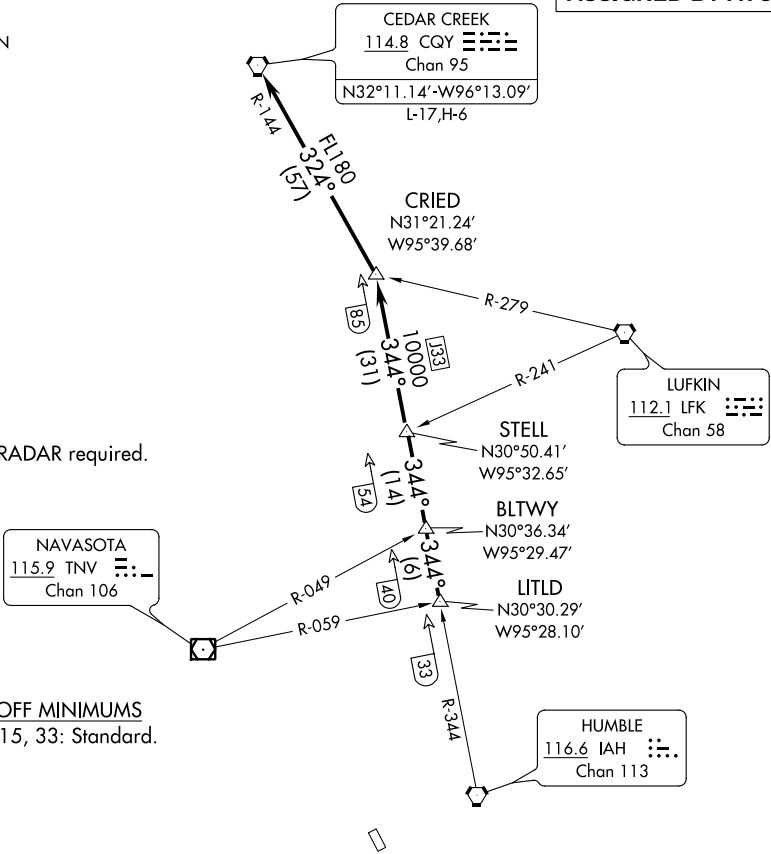 ASSIGNED BY ATC
N
CEDAR CREEK
114.8 CQY
Chan 95
N32°11.14′-W96°13.09′
L-17,H-6
R-144
FL180
324°
(57)
CRIED
N31°21.24′
W95°39.68′
R-279
85
10000
J33
344°
(31)
R-241
LUFKIN
112.1 LFK
Chan 58
STELL
N30°50.41′
W95°32.65′
RADAR required.
54
344°
(14)
BLTWY
N30°36.34′
W95°29.47′
NAVASOTA
115.9 TNV
Chan 106
R-049
40
344°
(6)
LITLD
N30°30.29′
W95°28.10′
R-059
33
R-344
OFF MINIMUMS
15, 33: Standard.
HUMBLE
116.6 IAH
Chan 113